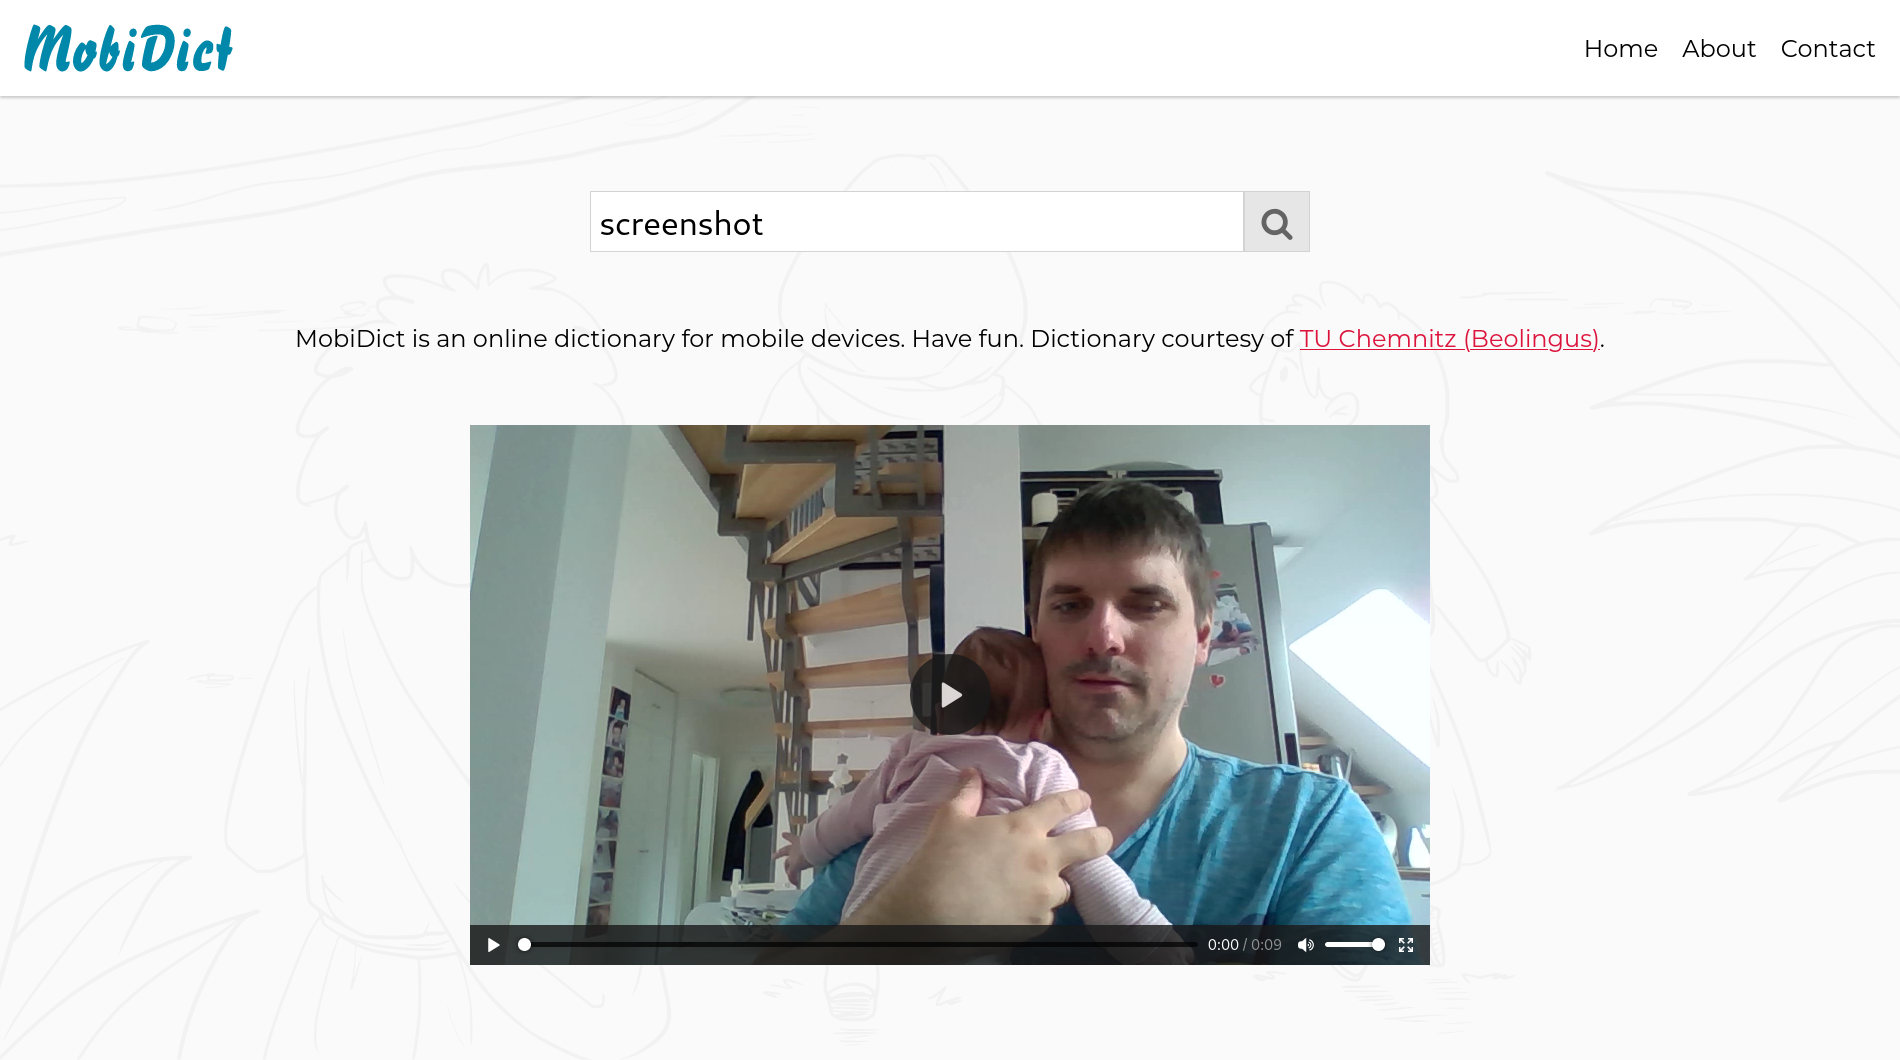 MobiDict
Home About Contact
screenshot
MobiDict is an online dictionary for mobile devices. Have fun. Dictionary courtesy of TU Chemnitz (Beolingus).
0:00 / 0:09